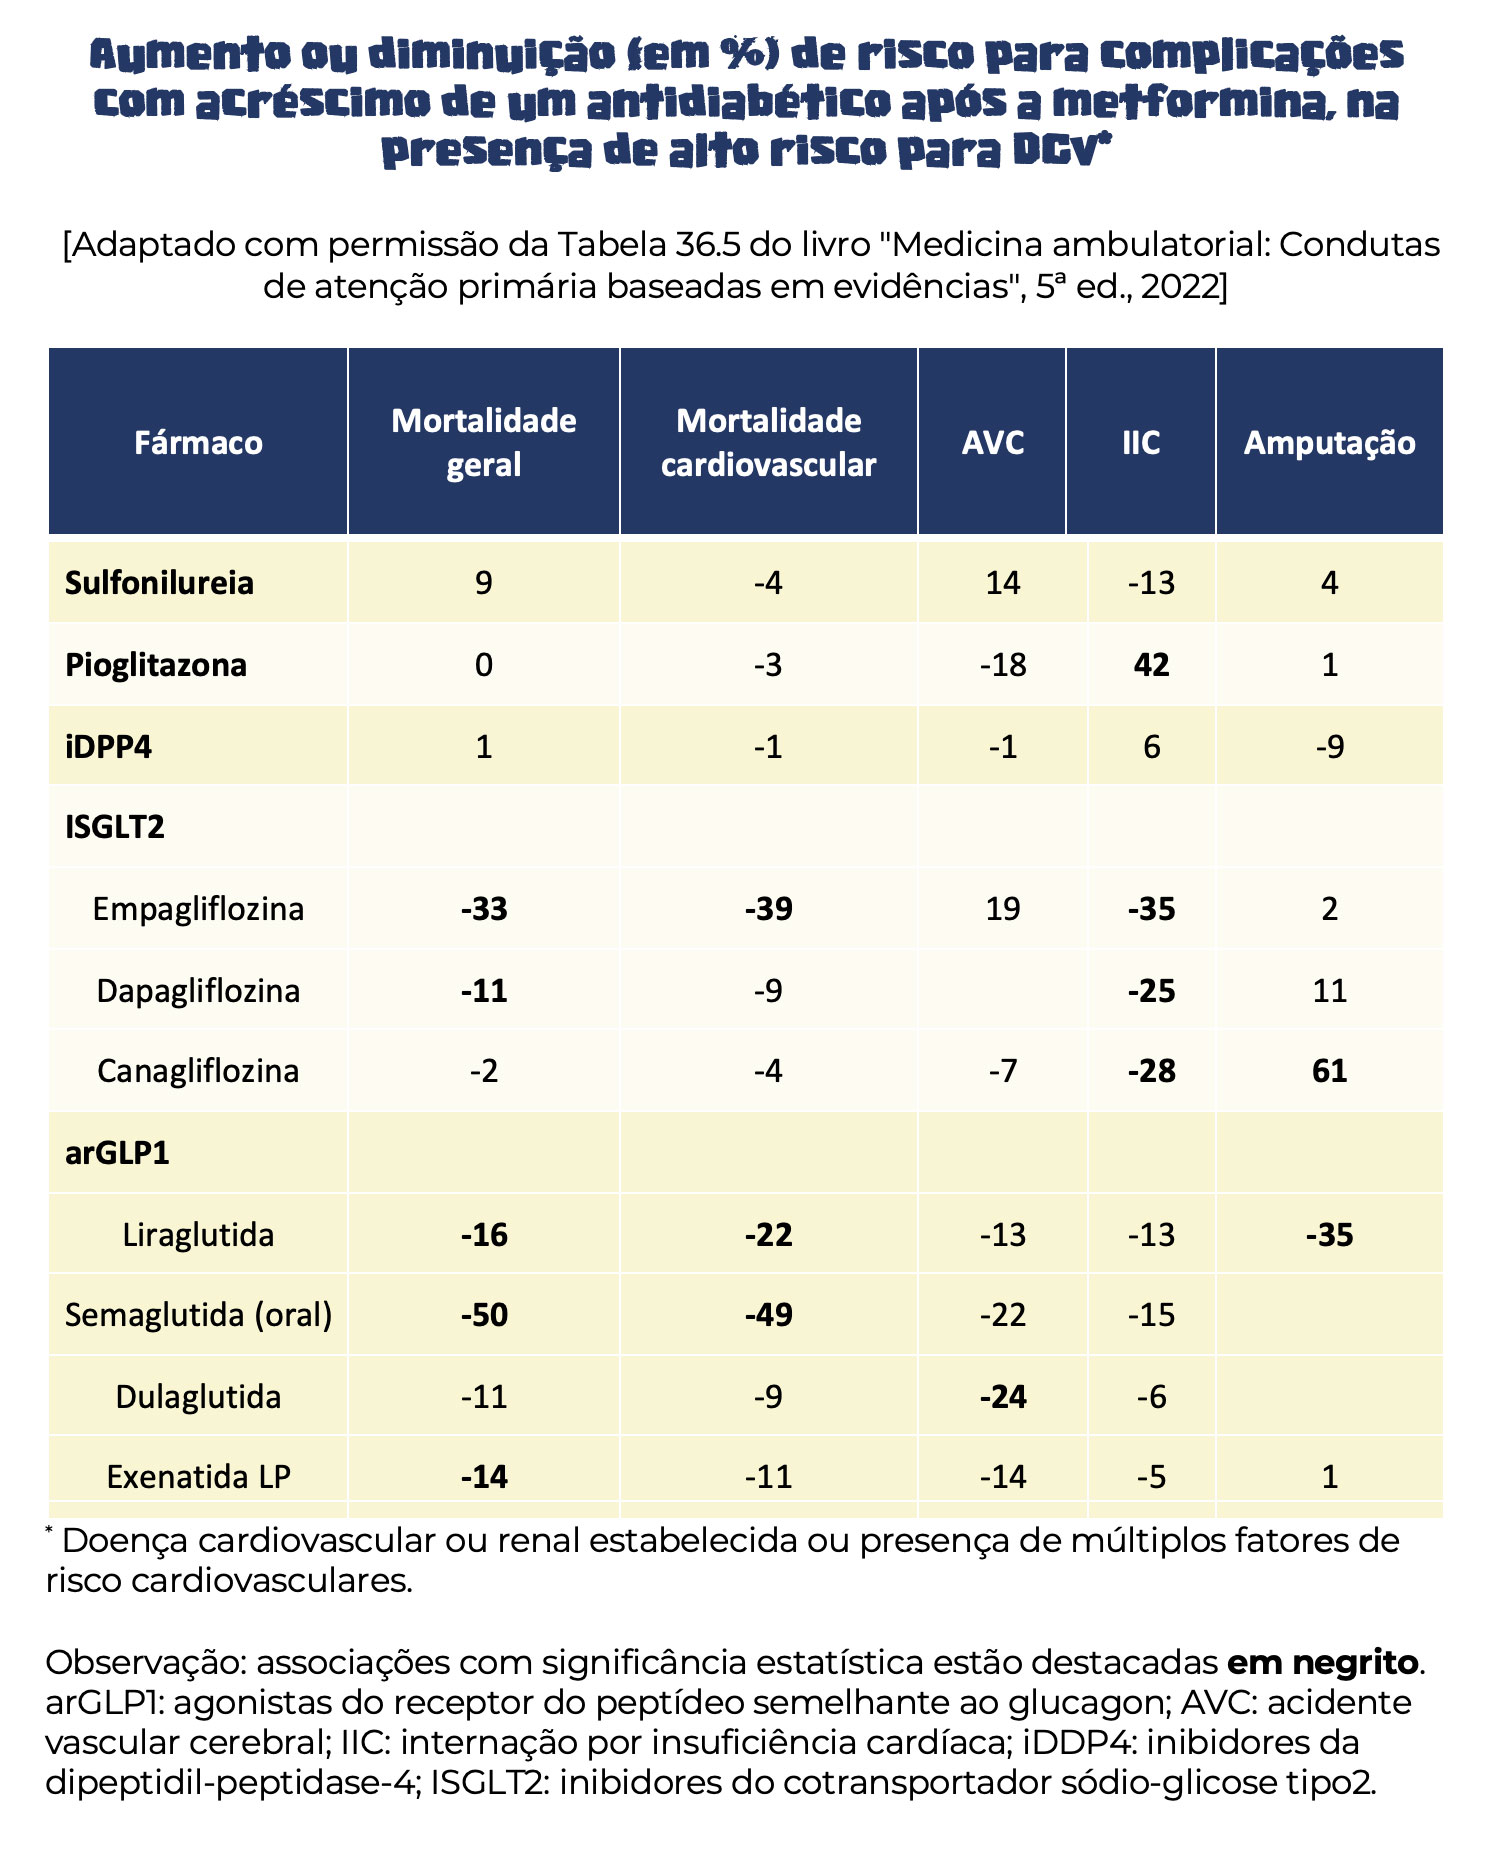 Aumento ou diminuição (em %) de risco para complicações
com acréscimo de um antidiabético após a metformina, na
presença de alto risco para DCV*
[Adaptado com permissão da Tabela 36.5 do livro "Medicina ambulatorial: Condutas
de atenção primária baseadas em evidências", 5ª ed., 2022]
Fármaco Mortalidade geral Mortalidade cardiovascular AVC IIC Amputação
Sulfonilureia 9 -4 14 -13 4
Pioglitazona 0 -3 -18 42 1
iDPP4 1 -1 -1 6 -9
ISGLT2
Empagliflozina -33 -39 19 -35 2
Dapagliflozina -11 -9 -25 11
Canagliflozina -2 -4 -7 -28 61
arGLP1
Liraglutida -16 -22 -13 -13 -35
Semaglutida (oral) -50 -49 -22 -15
Dulaglutida -11 -9 -24 -6
Exenatida LP -14 -11 -14 -5 1
* Doença cardiovascular ou renal estabelecida ou presença de múltiplos fatores de
risco cardiovasculares.
Observação: associações com significância estatística estão destacadas em negrito.
arGLP1: agonistas do receptor do peptídeo semelhante ao glucagon; AVC: acidente
vascular cerebral; IIC: internação por insuficiência cardíaca; iDDP4: inibidores da
dipeptidil-peptidase-4; ISGLT2: inibidores do cotransportador sódio-glicose tipo2.